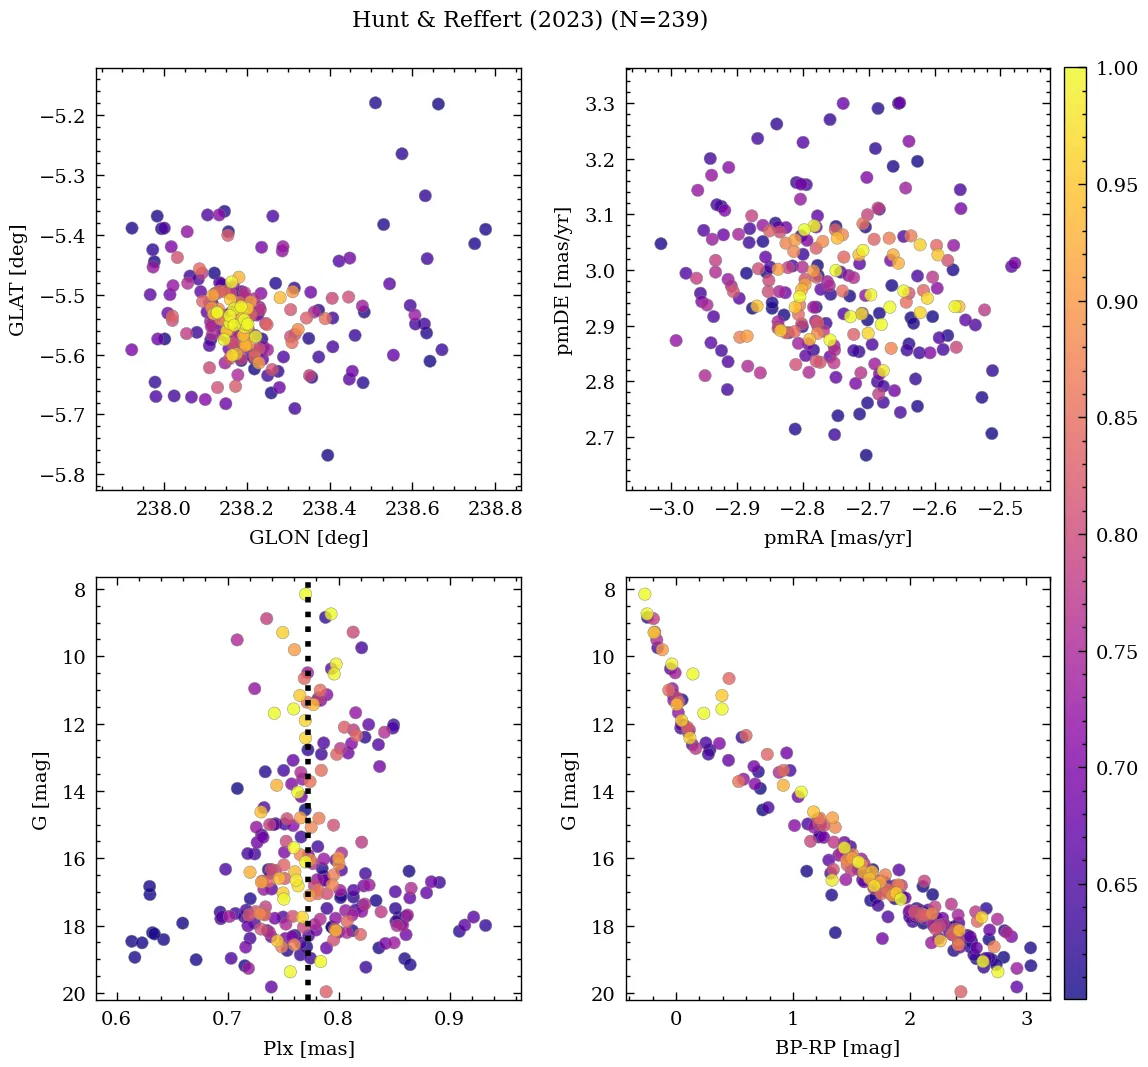 Hunt & Reffert (2023) (N=239)
−5.2
−5.3
−5.4
−5.5
−5.6
−5.7
−5.8
GLAT [deg]
238.0 238.2 238.4 238.6 238.8
GLON [deg]
3.3
3.2
3.1
3.0
2.9
2.8
2.7
pmDE [mas/yr]
−3.0 −2.9 −2.8 −2.7 −2.6 −2.5
pmRA [mas/yr]
8
10
12
14
16
18
20
G [mag]
0.6 0.7 0.8 0.9
Plx [mas]
8
10
12
14
16
18
20
G [mag]
0 1 2 3
BP-RP [mag]
1.00
0.95
0.90
0.85
0.80
0.75
0.70
0.65